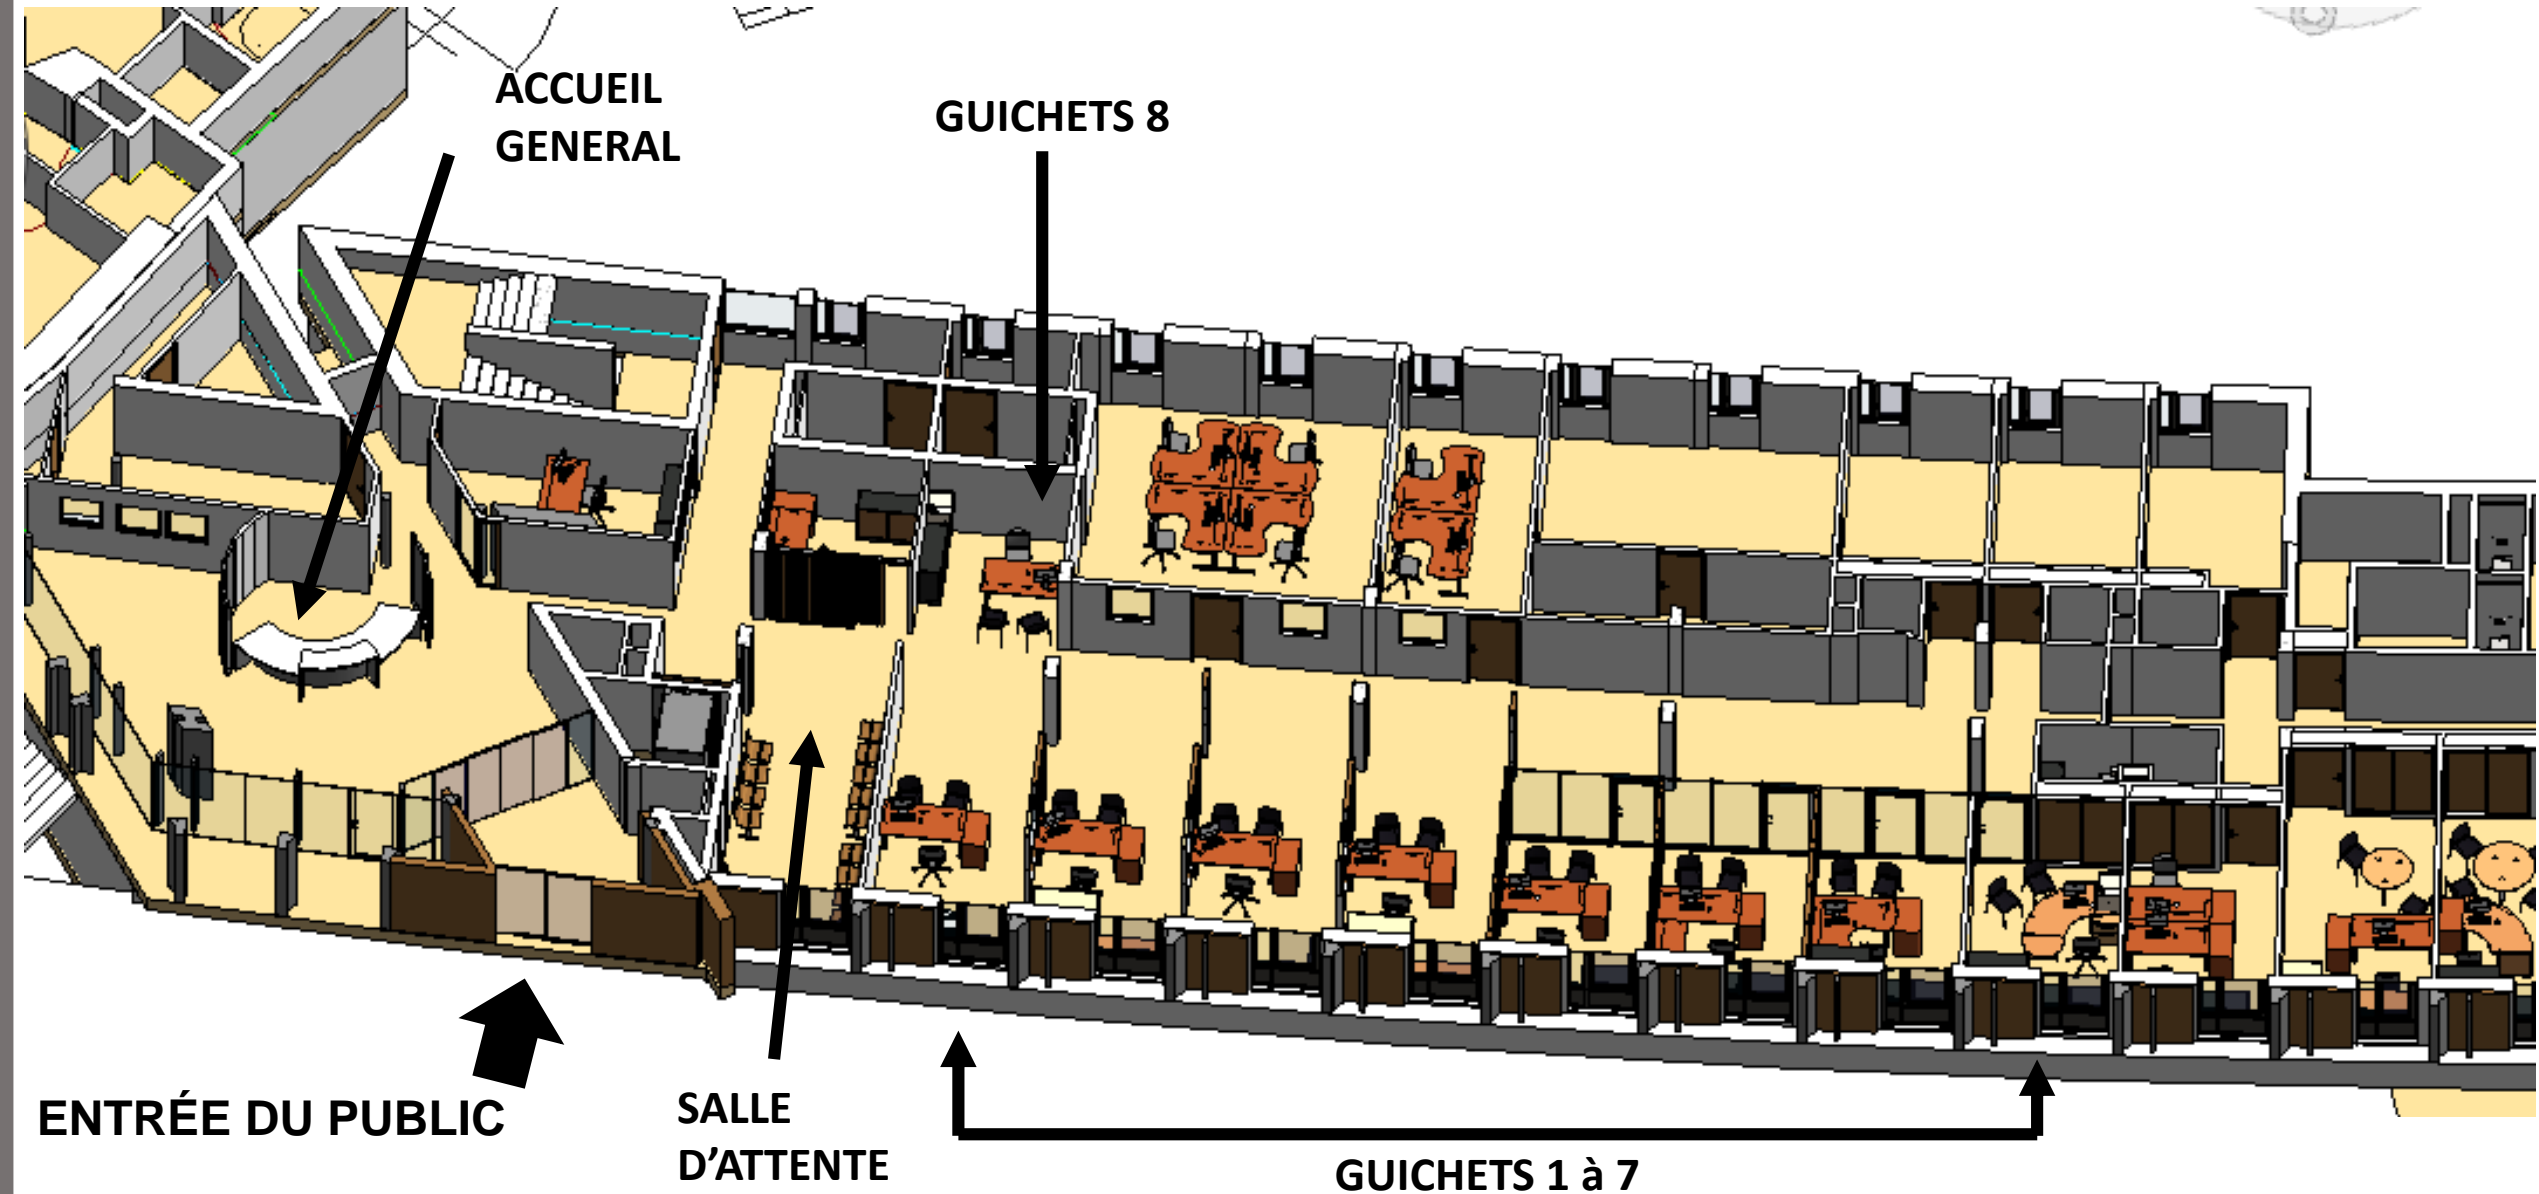 ACCUEIL
GENERAL
GUICHETS 8
ENTRÉE DU PUBLIC
SALLE
D’ATTENTE
GUICHETS 1 à 7